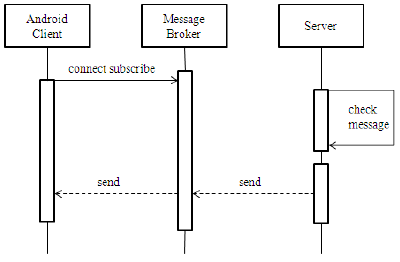 Android
Client
Message
Broker
Server
connect subscribe
check
message
send
send